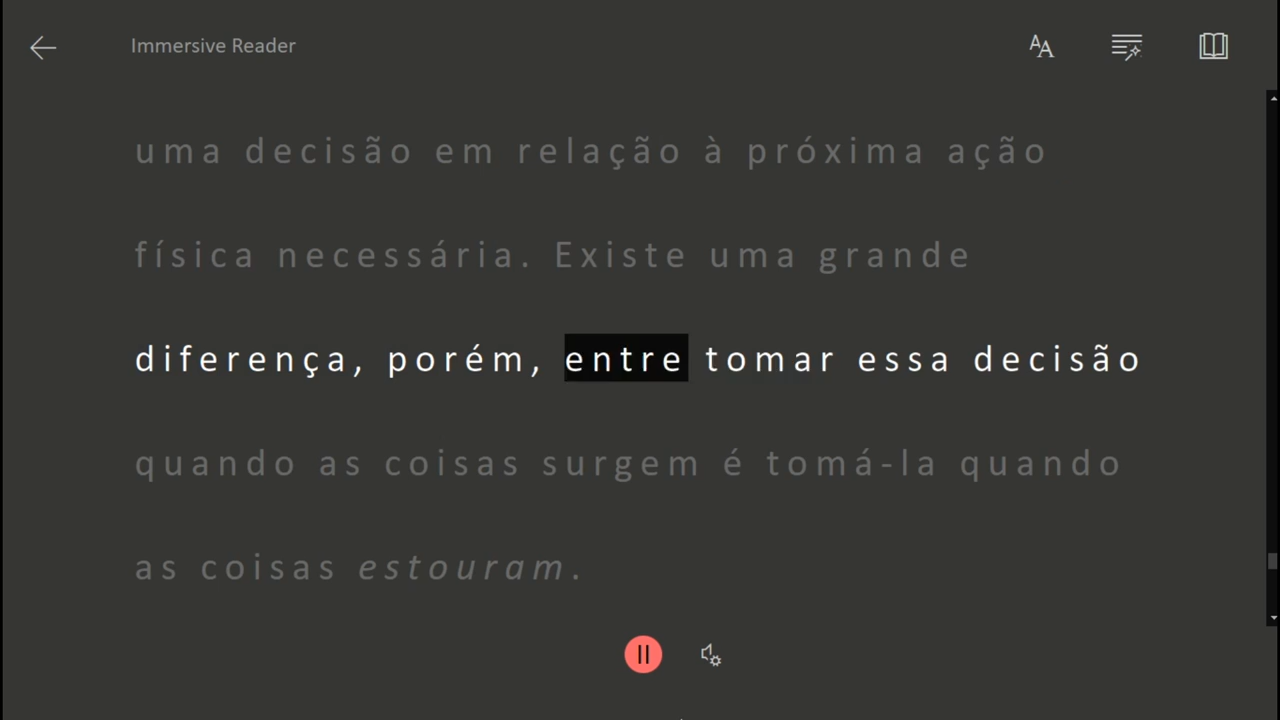 Immersive Reader
uma decisão em relação à próxima ação
física necessária. Existe uma grande
diferença, porém, entre tomar essa decisão
quando as coisas surgem é tomá-la quando
as coisas estouram.